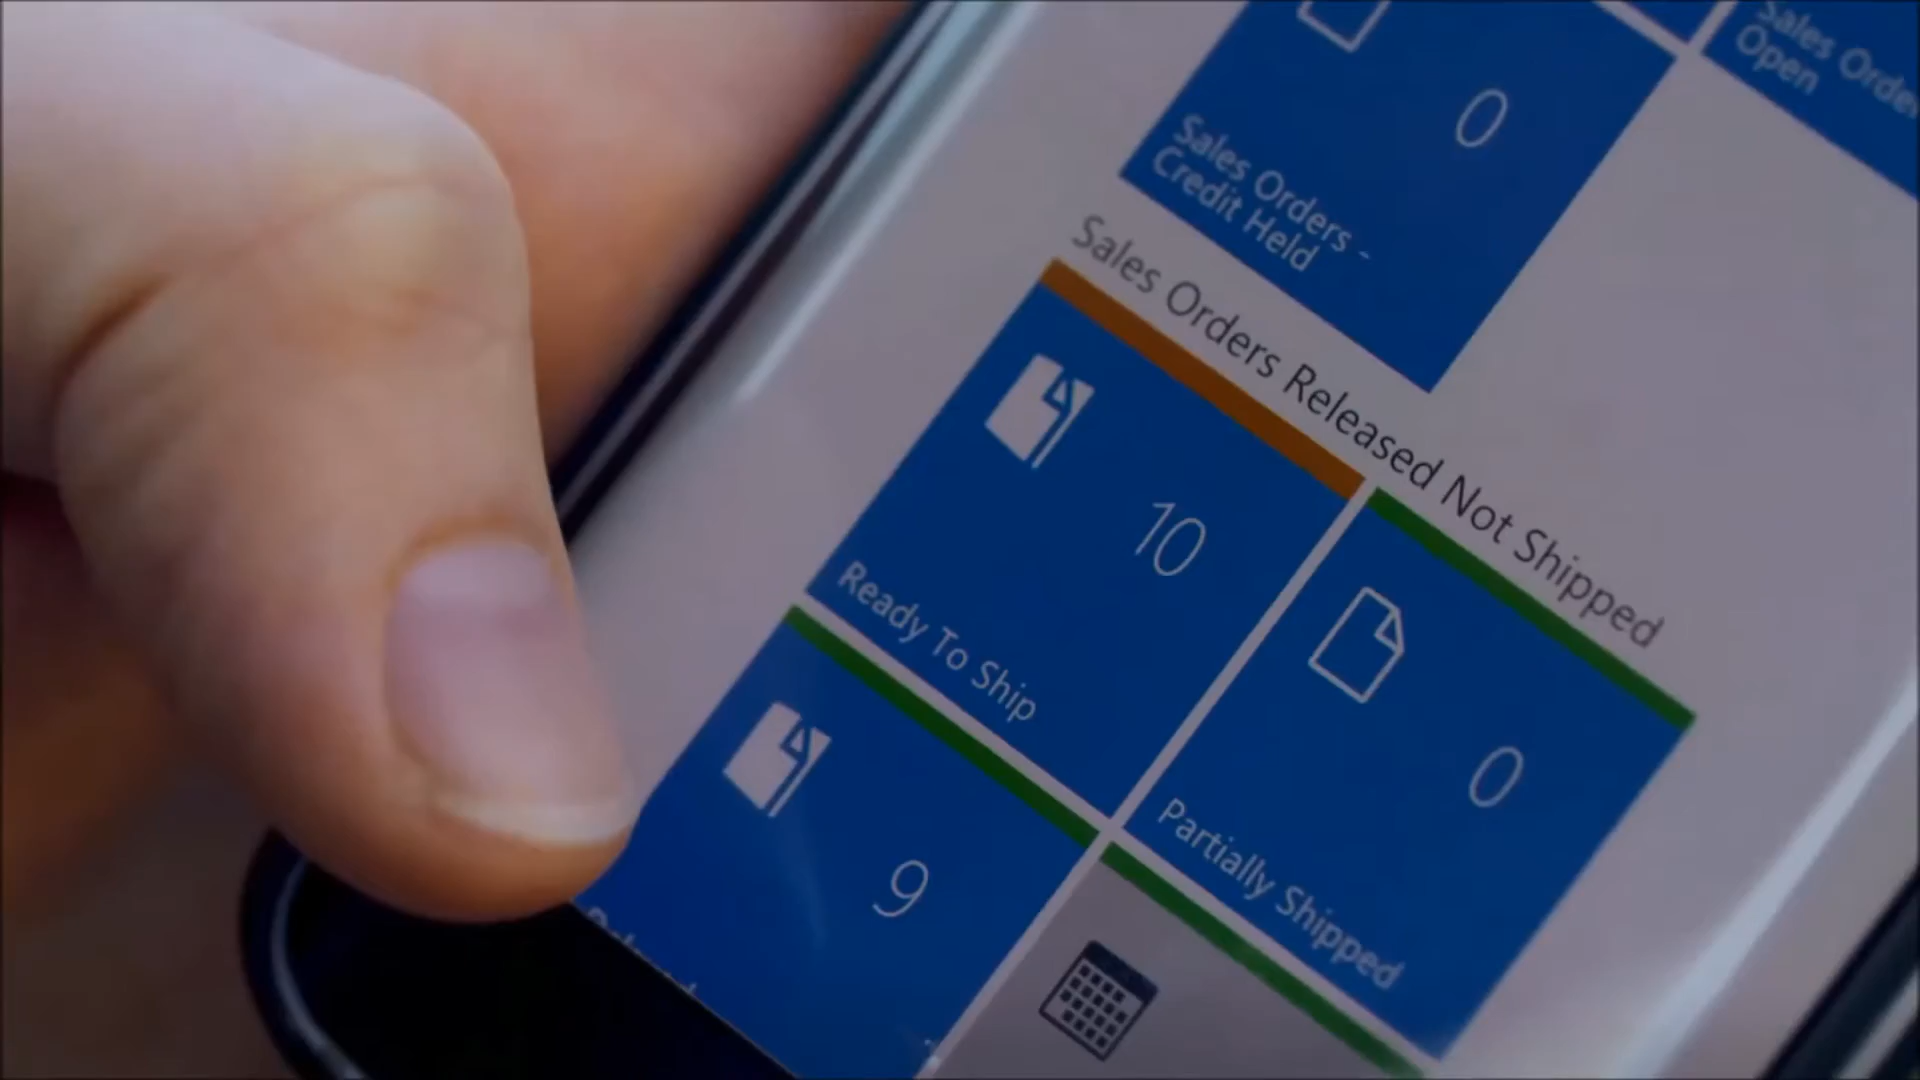 0
Sales Orders -
Credit Held
Sales Orde
Open
Sales Orders Released Not Shipped
10
Ready To Ship
0
Partially Shipped
9